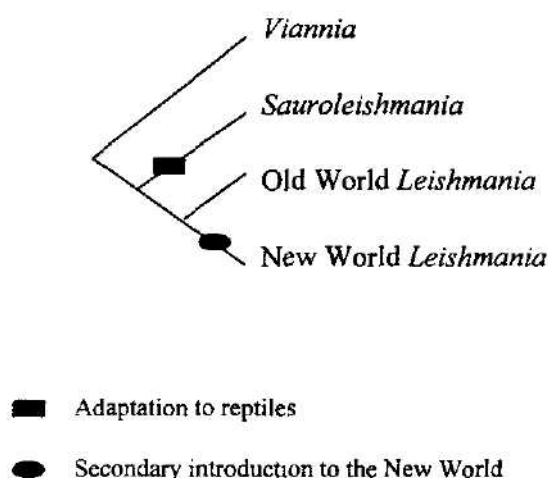 Viannia
Sauroleishmania
Old World Leishmania
New World Leishmania
Adaptation to reptiles
Secondary introduction to the New World